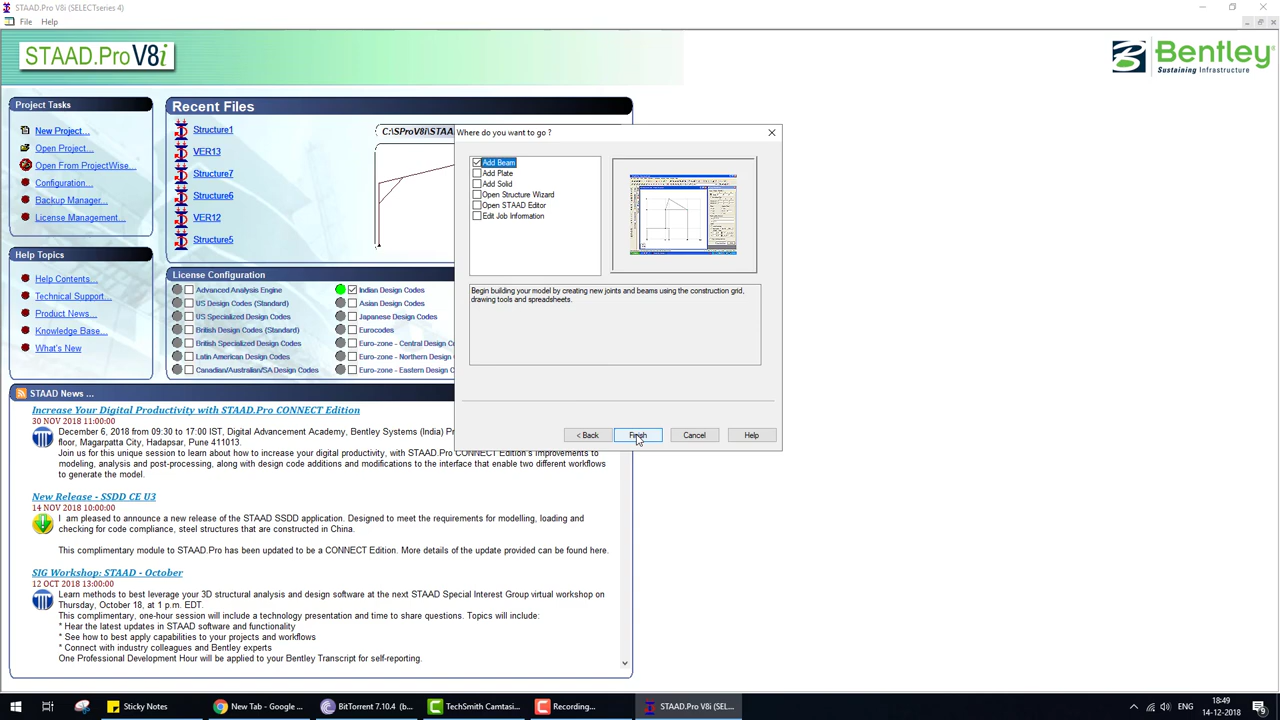 STAAD.Pro V8i (SELECTseries 4)
File Help
STAAD.Pro V8i
Bentley
Sustaining Infrastructure
Project Tasks
New Project...
Open Project...
Open From ProjectWise...
Configuration...
Backup Manager...
License Management...
Help Topics
Help Contents...
Technical Support...
Product News...
Knowledge Base...
What's New
Recent Files
Structure1
VER13
Structure7
Structure6
VER12
Structure5
C:\SProV8i\STAA
License Configuration
Advanced Analysis Engine
US Design Codes (Standard)
US Specialized Design Codes
British Design Codes (Standard)
British Specialized Design Codes
Latin American Design Codes
Canadian/Australian/SA Design Codes
Indian Design Codes
Asian Design Codes
Japanese Design Codes
Eurocodes
Euro-zone - Central Design C
Euro-zone - Northern Design
Euro-zone - Eastern Design C
Where do you want to go ?
Add Beam
Add Plate
Add Solid
Open Structure Wizard
Open STAAD Editor
Edit Job Information
Begin building your model by creating new joints and beams using the construction grid,
drawing tools and spreadsheets.
< Back Finish Cancel Help
STAAD News ...
Increase Your Digital Productivity with STAAD.Pro CONNECT Edition
30 NOV 2018 11:00:00
December 6, 2018 from 09:30 to 17:00 IST, Digital Advancement Academy, Bentley Systems (India) Pr
floor, Magarpatta City, Hadapsar, Pune 411013.
Join us for this unique session to learn about how to increase your digital productivity, with STAAD.Pro CONNECT Edition's improvements to
modeling, analysis and post-processing, along with design code additions and modifications to the interface that enable two different workflows
to generate the model.
New Release - SSDD CE U3
14 NOV 2018 10:00:00
I am pleased to announce a new release of the STAAD SSDD application. Designed to meet the requirements for modelling, loading and
checking for code compliance, steel structures that are constructed in China.
This complimentary module to STAAD.Pro has been updated to be a CONNECT Edition. More details of the update provided can be found here.
SIG Workshop: STAAD - October
12 OCT 2018 13:00:00
Learn methods to best leverage your 3D structural analysis and design software at the next STAAD Special Interest Group virtual workshop on
Thursday, October 18, at 1 p.m. EDT.
This complimentary, one-hour session will include a technology presentation and time to share questions. Topics will include:
* Hear the latest updates in STAAD software and functionality
* See how to best apply capabilities to your projects and workflows
* Connect with industry colleagues and Bentley experts
One Professional Development Hour will be applied to your Bentley Transcript for self-reporting.
Sticky Notes
New Tab - Google ...
BitTorrent 7.10.4 (b...
TechSmith Camtasi...
Recording...
STAAD.Pro V8i (SEL...
ENG
18:49
14-12-2018